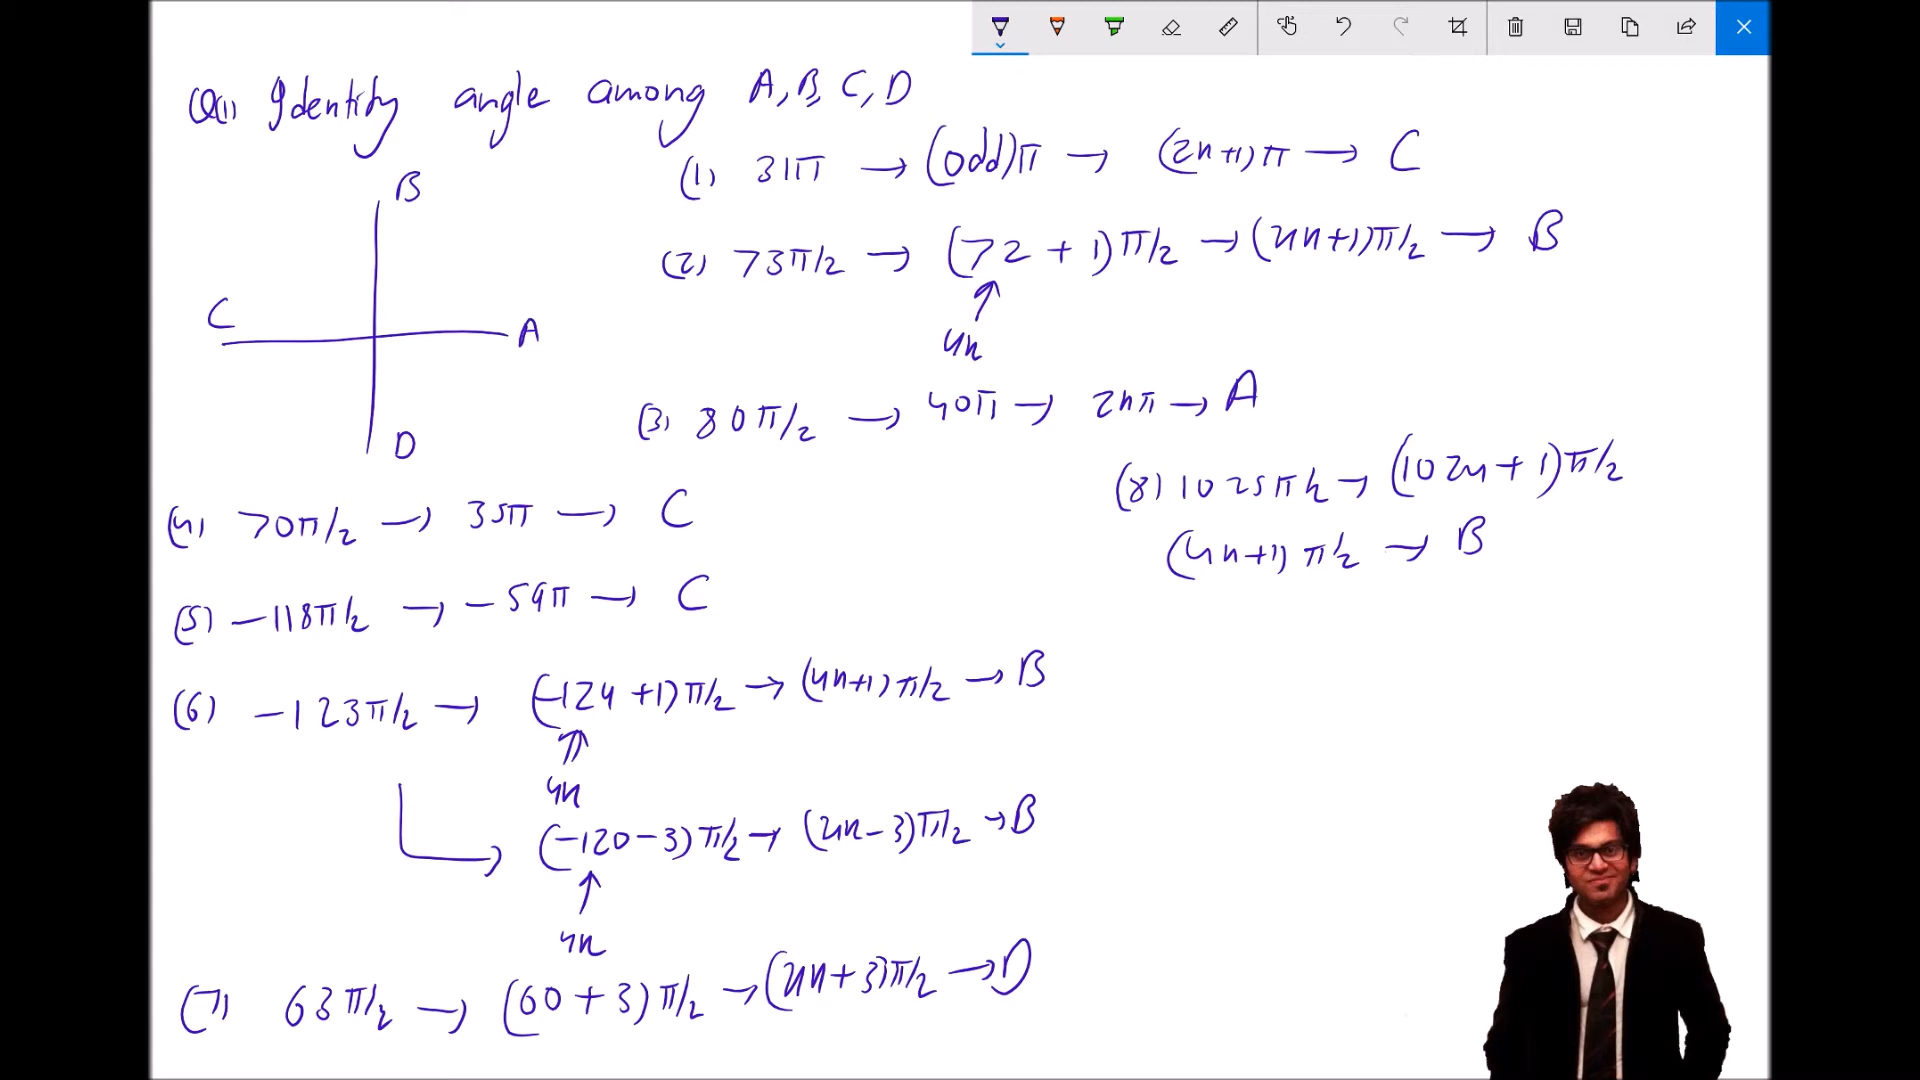 Q(1) Identify angle among A, B, C, D
B
C
A
D
(1) 31π → (odd)π → (2n+1)π → C
(2) 73π/2 → (72 + 1)π/2 → (4n+1)π/2 → B
4n
(3) 80π/2 → 40π → 2nπ → A
(4) 70π/2 → 35π → C
(5) -118π/2 → -59π → C
(6) -123π/2 → (-124 +1)π/2 → (4n+1)π/2 → B
4n
(-120-3)π/2 → (4n-3)π/2 → B
4n
(7) 63π/2 → (60+3)π/2 → (4n+3)π/2 → D
(8) 1025π/2 → (1024+1)π/2
(4n+1)π/2 → B